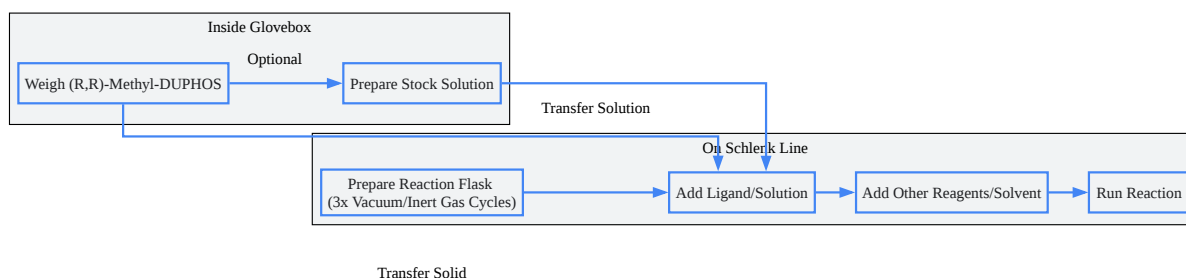 Inside Glovebox
Optional
Weigh (R,R)-Methyl-DUPHOS
Prepare Stock Solution
Transfer Solution
On Schlenk Line
Prepare Reaction Flask
(3x Vacuum/Inert Gas Cycles)
Add Ligand/Solution
Add Other Reagents/Solvent
Run Reaction
Transfer Solid